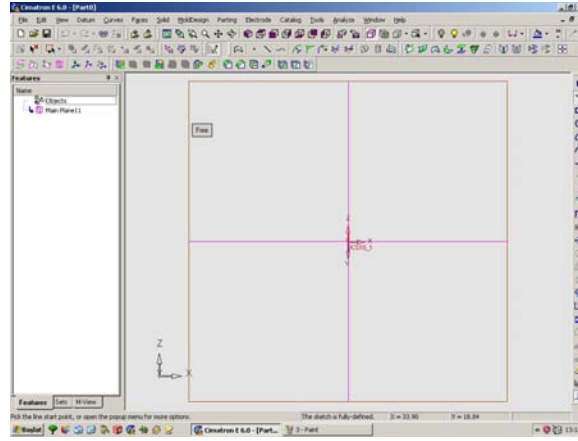 Cimatron E 6.0 - [Part0]
File Edit View Datum Curves Faces Solid MoldDesign Parting Electrode Catalog Tools Analysis Window Help
Features
Name
Objects
Main Plane11
Free
Z
X
Y
Z
X
Features Sets M-View
Pick the line start point, or open the popup menu for more options. The sketch is fully-defined. X = 33.90 Y = 18.04
Başlat Cimatron E 6.0 - [Part... 3 - Paint